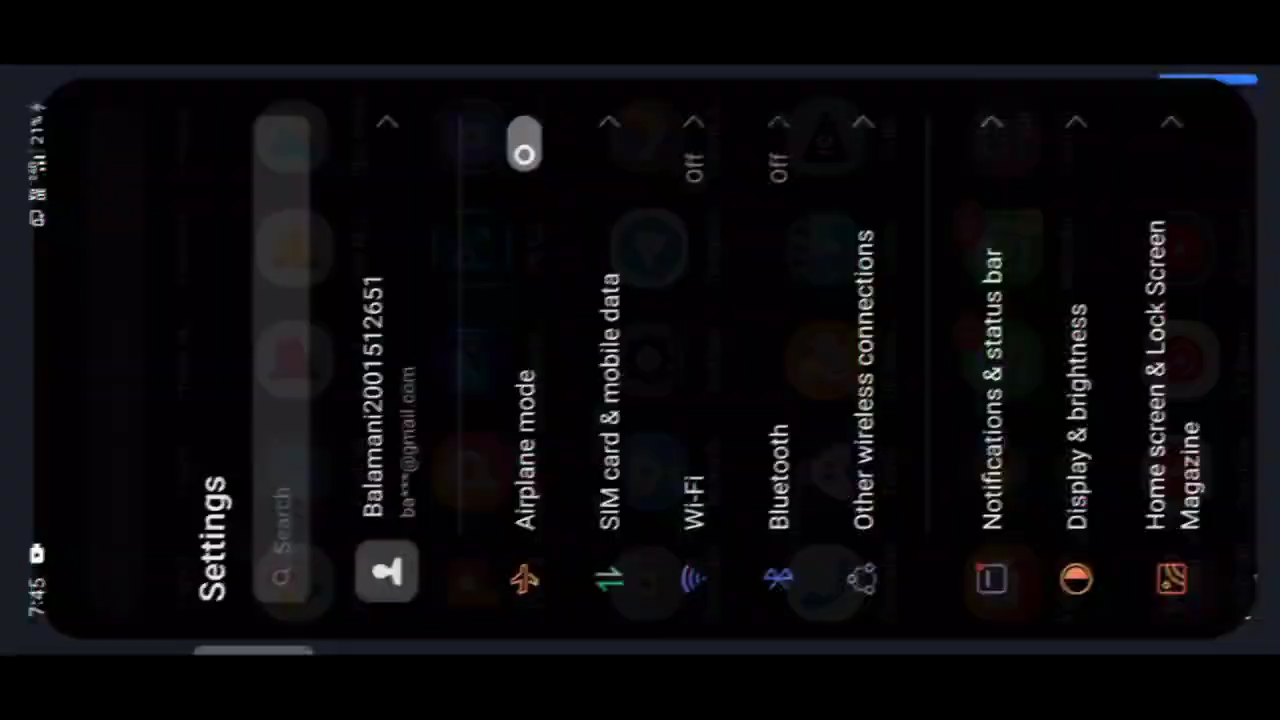 7:45
21%
Settings
Search
Balamani2001512651
ba***@gmail.com
Airplane mode
SIM card & mobile data
Wi-Fi
Off
Bluetooth
Off
Other wireless connections
Notifications & status bar
Display & brightness
Home screen & Lock Screen
Magazine